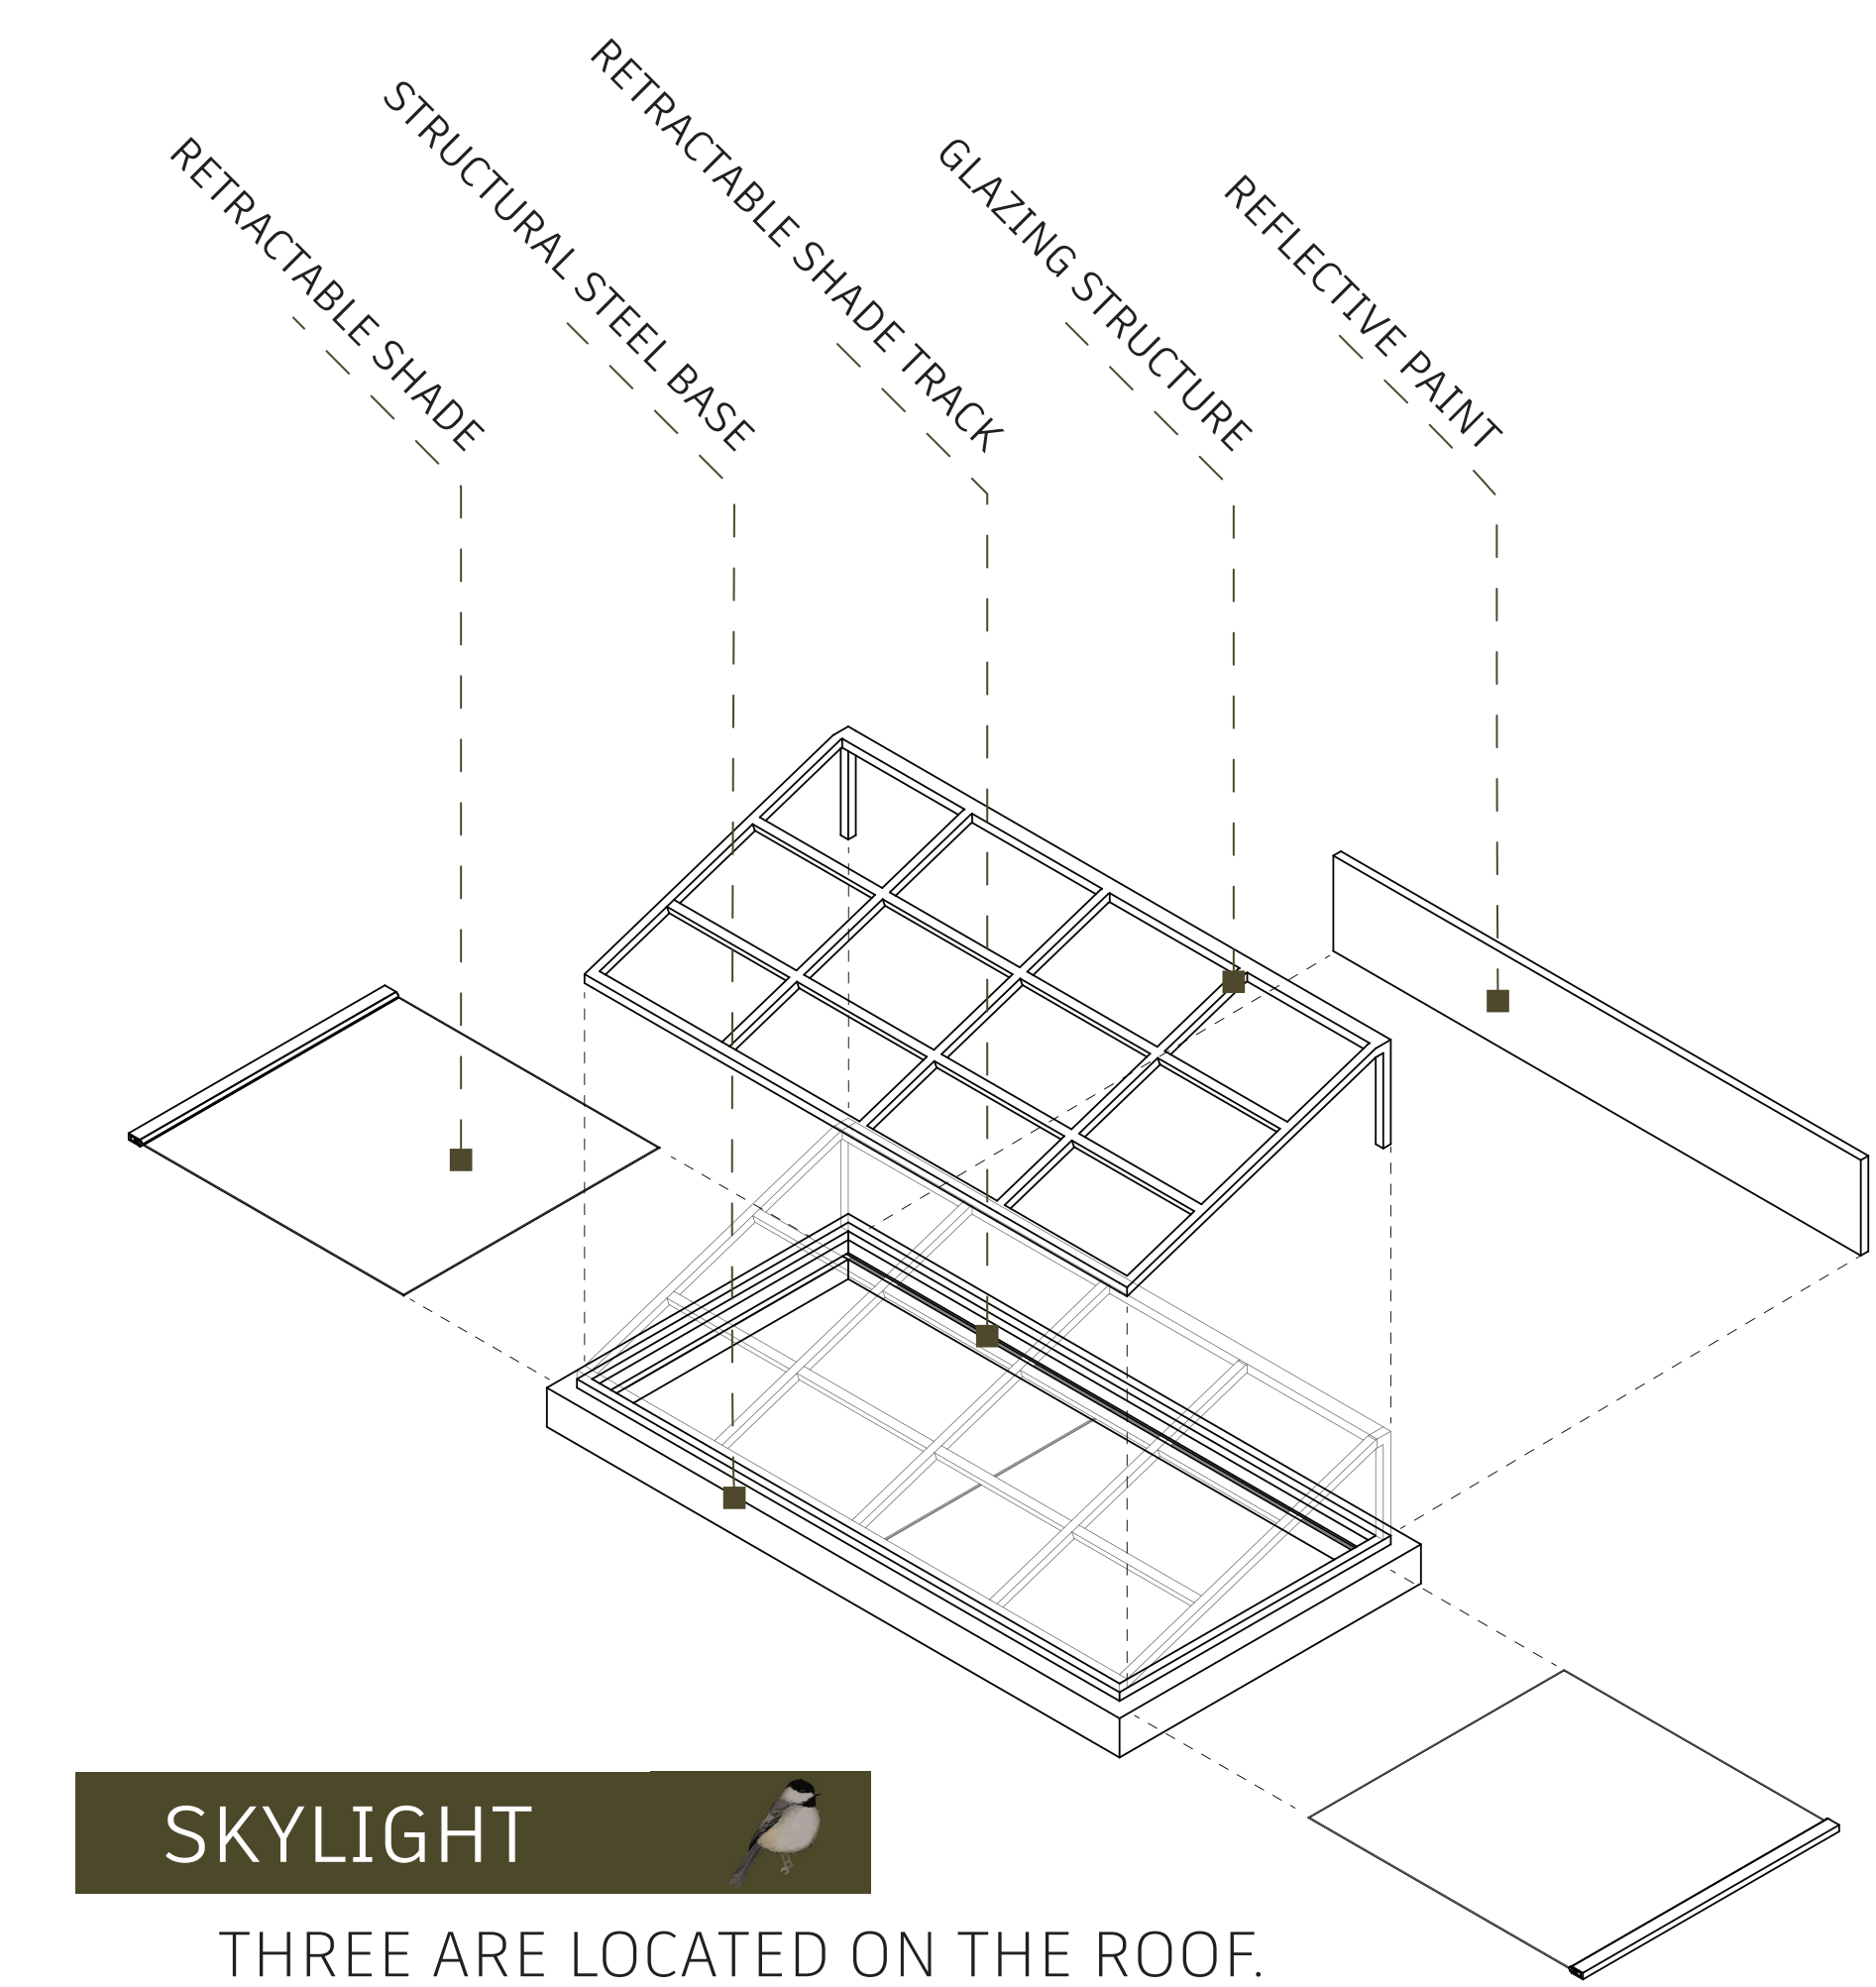 RETRACTABLE SHADE
STRUCTURAL STEEL BASE
RETRACTABLE SHADE TRACK
GLAZING STRUCTURE
REFLECTIVE PAINT
SKYLIGHT
THREE ARE LOCATED ON THE ROOF.